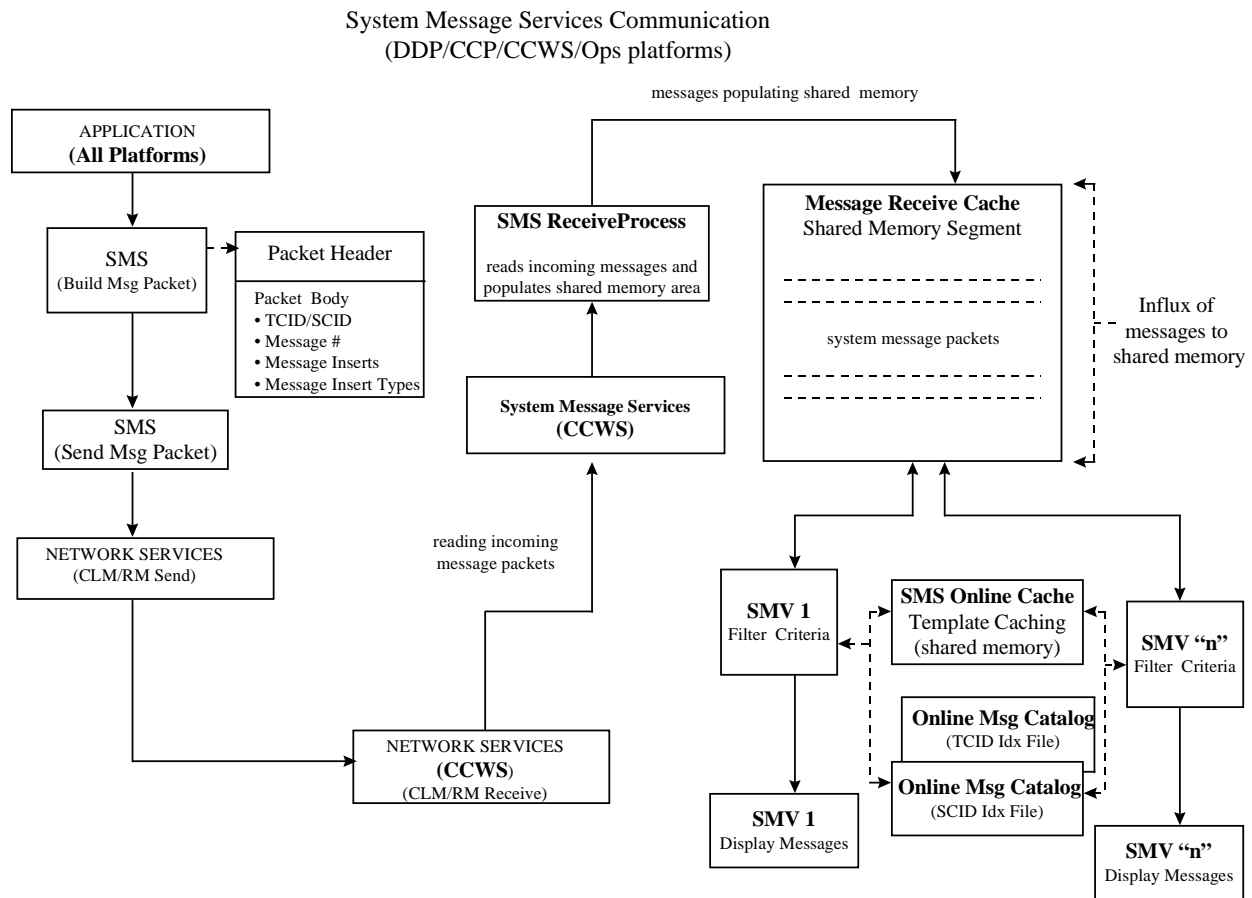 System Message Services Communication
(DDP/CCP/CCWS/Ops platforms)
messages populating shared memory
APPLICATION
(All Platforms)
SMS
(Build Msg Packet)
Packet Header
Packet Body
• TCID/SCID
• Message #
• Message Inserts
• Message Insert Types
SMS
(Send Msg Packet)
NETWORK SERVICES
(CLM/RM Send)
NETWORK SERVICES
(CCWS)
(CLM/RM Receive)
reading incoming
message packets
System Message Services
(CCWS)
SMS ReceiveProcess
reads incoming messages and
populates shared memory area
Message Receive Cache
Shared Memory Segment
system message packets
Influx of
messages to
shared memory
SMV 1
Filter Criteria
SMS Online Cache
Template Caching
(shared memory)
SMV “n”
Filter Criteria
Online Msg Catalog
(TCID Idx File)
Online Msg Catalog
(SCID Idx File)
SMV 1
Display Messages
SMV “n”
Display Messages